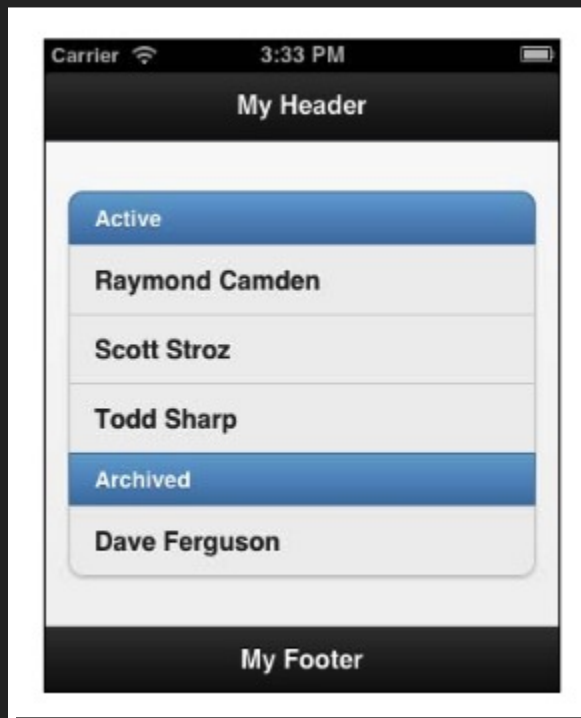 Carrier 3:33 PM
My Header
Active
Raymond Camden
Scott Stroz
Todd Sharp
Archived
Dave Ferguson
My Footer